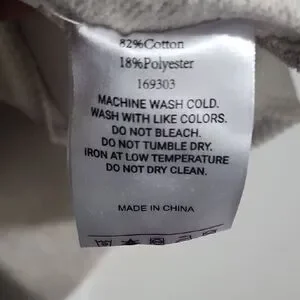 82%Cotton
18%Polyester
169303
MACHINE WASH COLD.
WASH WITH LIKE COLORS.
DO NOT BLEACH.
DO NOT TUMBLE DRY.
IRON AT LOW TEMPERATURE
DO NOT DRY CLEAN.
MADE IN CHINA